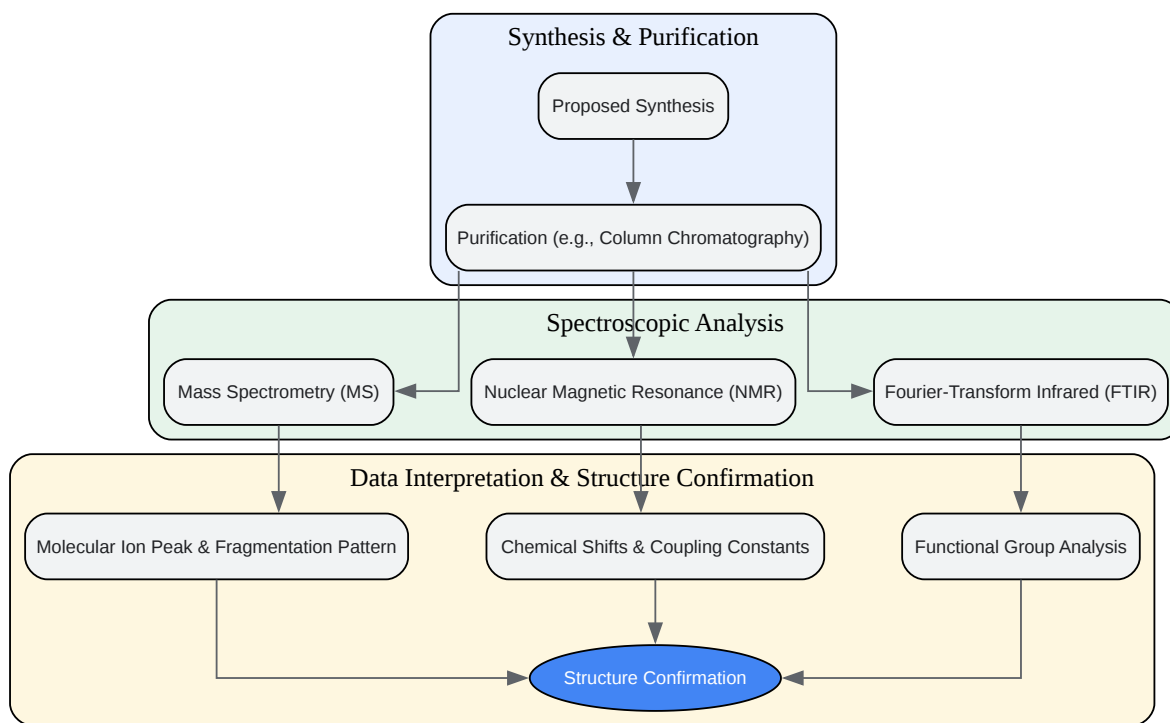 Synthesis & Purification
Proposed Synthesis
Purification (e.g., Column Chromatography)
Spectroscopic Analysis
Mass Spectrometry (MS)
Nuclear Magnetic Resonance (NMR)
Fourier-Transform Infrared (FTIR)
Data Interpretation & Structure Confirmation
Molecular Ion Peak & Fragmentation Pattern
Chemical Shifts & Coupling Constants
Functional Group Analysis
Structure Confirmation